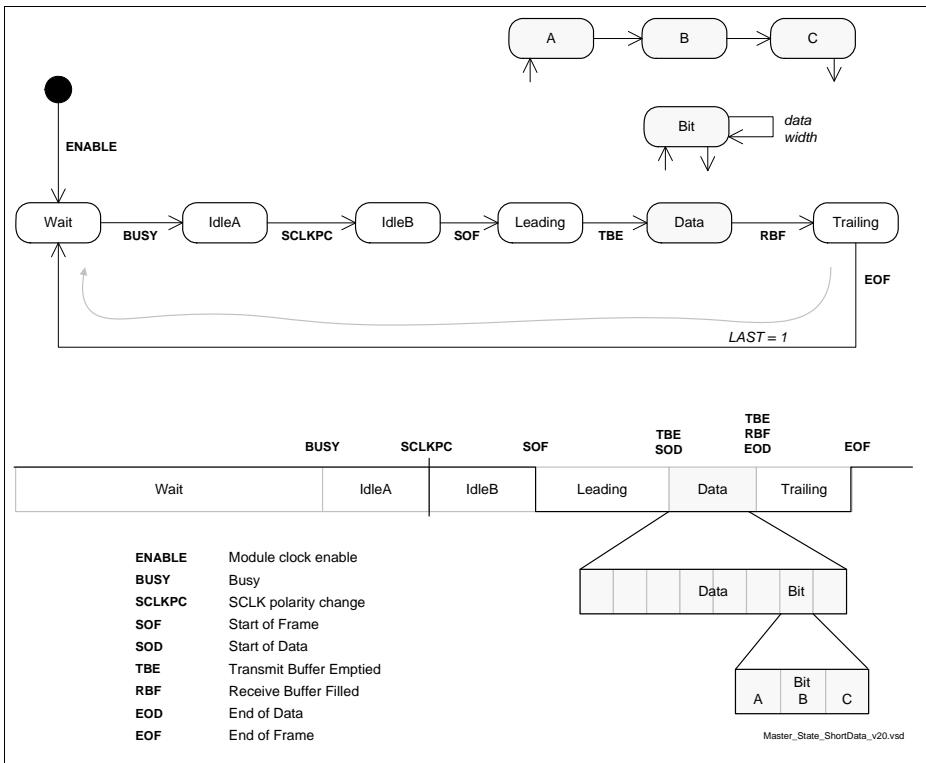 A B C
Bit
data
width
ENABLE
Wait IdleA IdleB Leading Data Trailing
BUSY SCLKPC SOF TBE RBF
EOF
LAST = 1
TBE
TBE RBF
BUSY SCLKPC SOF SOD EOD EOF
Wait IdleA IdleB Leading Data Trailing
ENABLE Module clock enable
BUSY Busy
SCLKPC SCLK polarity change
SOF Start of Frame
SOD Start of Data
TBE Transmit Buffer Emptied
RBF Receive Buffer Filled
EOD End of Data
EOF End of Frame
Data Bit
Bit
A B C
Master_State_ShortData_v20.vsd